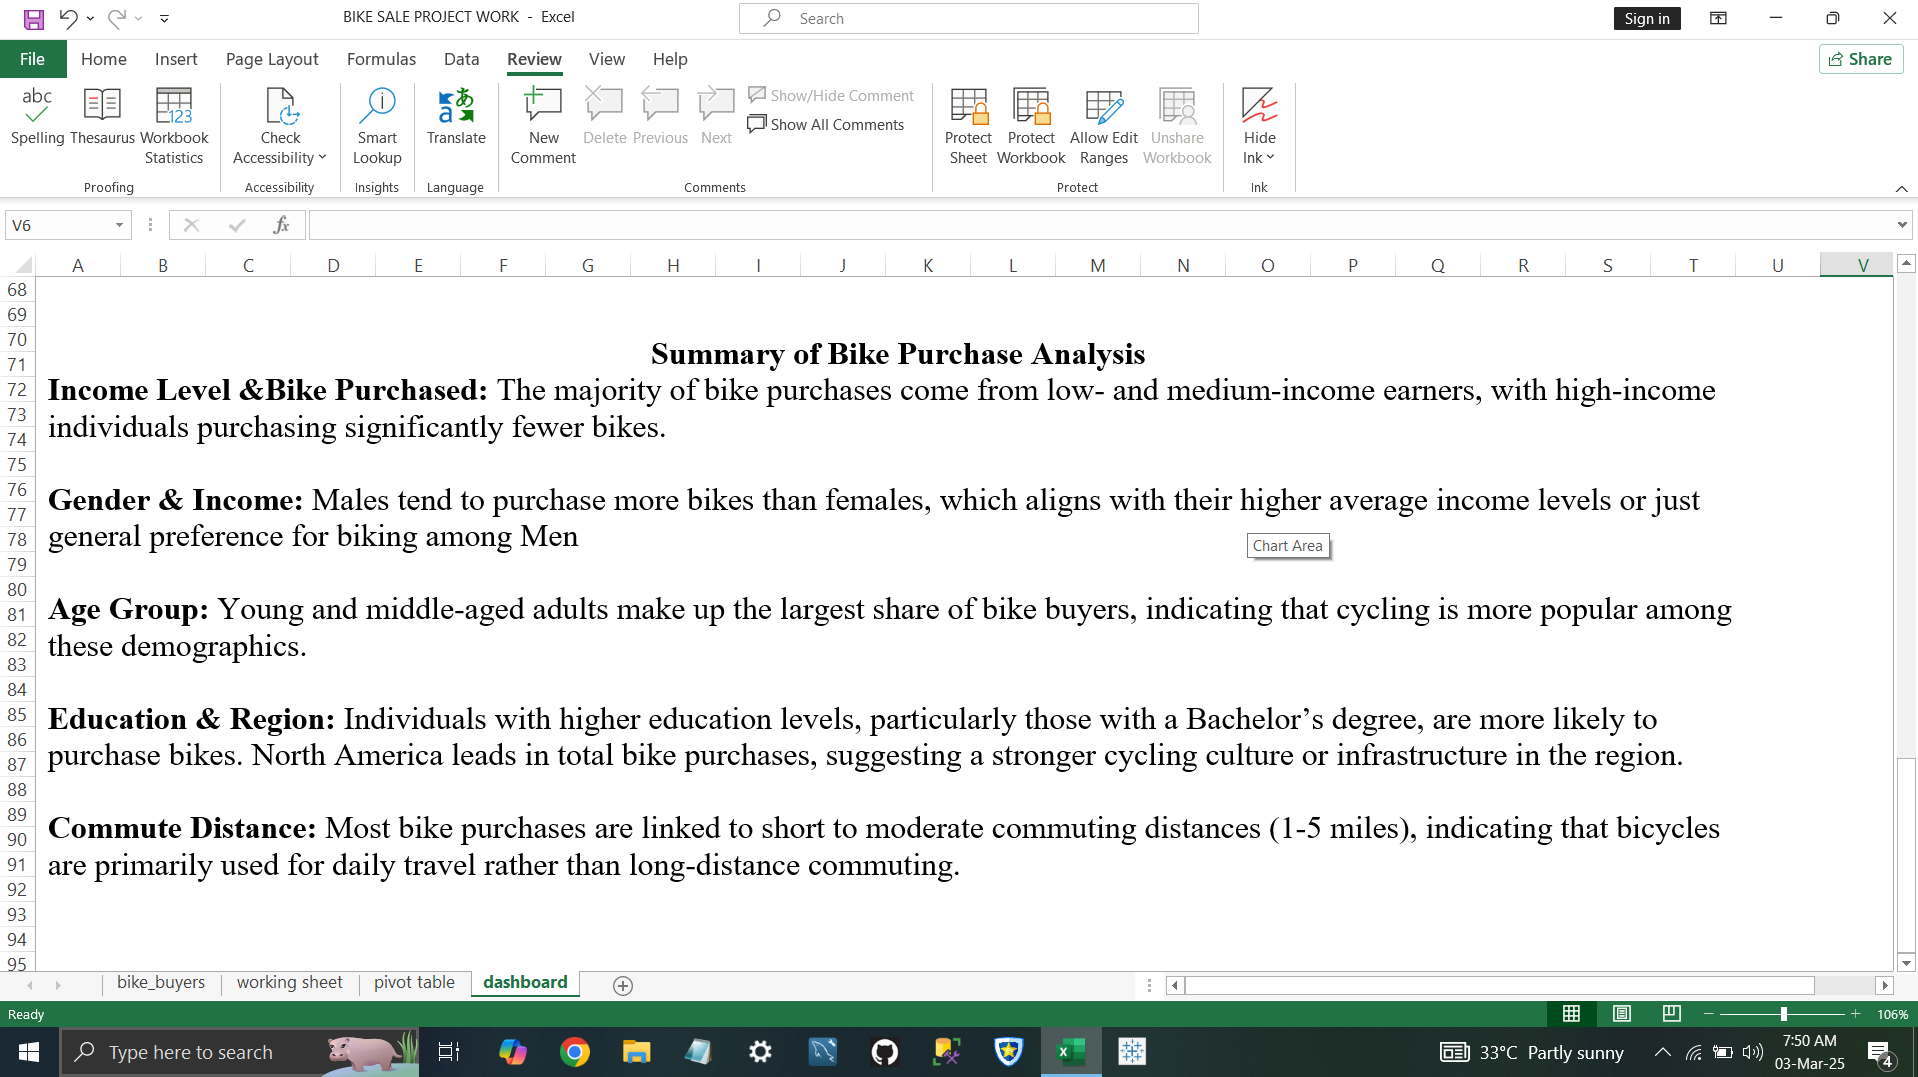 BIKE SALE PROJECT WORK - Excel
Search
Sign in
File Home Insert Page Layout Formulas Data Review View Help
Share
abc
Spelling
Thesaurus
123
Workbook
Statistics
Proofing
Check
Accessibility
Accessibility
Smart
Lookup
Insights
Translate
Language
New
Comment
Delete
Previous
Next
Show/Hide Comment
Show All Comments
Comments
Protect
Sheet
Protect
Workbook
Allow Edit
Ranges
Unshare
Workbook
Protect
Hide
Ink
Ink
V6
fx
A B C D E F G H I J K L M N O P Q R S T U V
68
69
70
71
72
73
74
75
76
77
78
79
80
81
82
83
84
85
86
87
88
89
90
91
92
93
94
95
Summary of Bike Purchase Analysis
Income Level &Bike Purchased: The majority of bike purchases come from low- and medium-income earners, with high-income
individuals purchasing significantly fewer bikes.
Gender & Income: Males tend to purchase more bikes than females, which aligns with their higher average income levels or just
general preference for biking among Men
Chart Area
Age Group: Young and middle-aged adults make up the largest share of bike buyers, indicating that cycling is more popular among
these demographics.
Education & Region: Individuals with higher education levels, particularly those with a Bachelor’s degree, are more likely to
purchase bikes. North America leads in total bike purchases, suggesting a stronger cycling culture or infrastructure in the region.
Commute Distance: Most bike purchases are linked to short to moderate commuting distances (1-5 miles), indicating that bicycles
are primarily used for daily travel rather than long-distance commuting.
bike_buyers working sheet pivot table dashboard
Ready
106%
Type here to search
33°C Partly sunny
7:50 AM
03-Mar-25
4